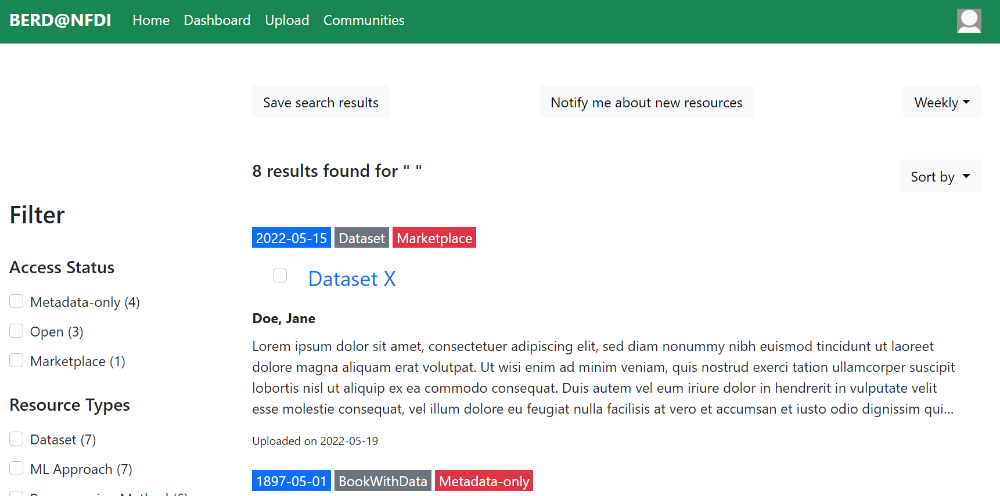 BERD@NFDI Home Dashboard Upload Communities
Save search results Notify me about new resources Weekly
8 results found for " "
Sort by
Filter
Access Status
Metadata-only (4)
Open (3)
Marketplace (1)
Resource Types
Dataset (7)
ML Approach (7)
2022-05-15 Dataset Marketplace
Dataset X
Doe, Jane
Lorem ipsum dolor sit amet, consectetuer adipiscing elit, sed diam nonummy nibh euismod tincidunt ut laoreet
dolore magna aliquam erat volutpat. Ut wisi enim ad minim veniam, quis nostrud exerci tation ullamcorper suscipit
lobortis nisl ut aliquip ex ea commodo consequat. Duis autem vel eum iriure dolor in hendrerit in vulputate velit
esse molestie consequat, vel illum dolore eu feugiat nulla facilisis at vero et accumsan et iusto odio dignissim qui...
Uploaded on 2022-05-19
1897-05-01 BookWithData Metadata-only